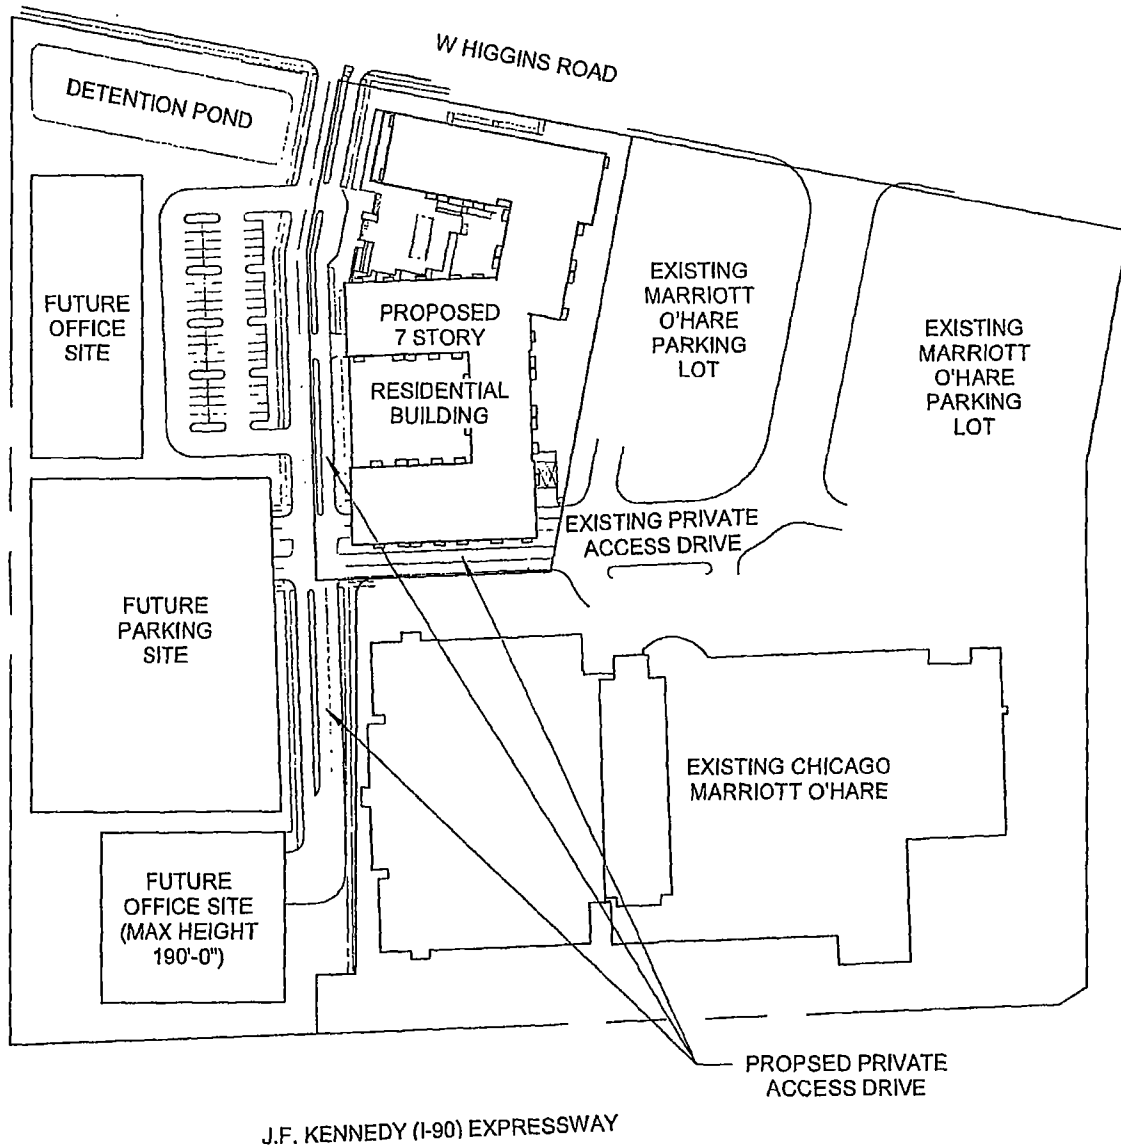 W HIGGINS ROAD
DETENTION POND
FUTURE
OFFICE
SITE
PROPOSED
7 STORY
RESIDENTIAL
BUILDING
EXISTING
MARRIOTT
O'HARE
PARKING
LOT
EXISTING
MARRIOTT
O'HARE
PARKING
LOT
EXISTING PRIVATE
ACCESS DRIVE
FUTURE
PARKING
SITE
EXISTING CHICAGO
MARRIOTT O'HARE
FUTURE
OFFICE SITE
(MAX HEIGHT
190'-0")
PROPSED PRIVATE
ACCESS DRIVE
J.F. KENNEDY (I-90) EXPRESSWAY